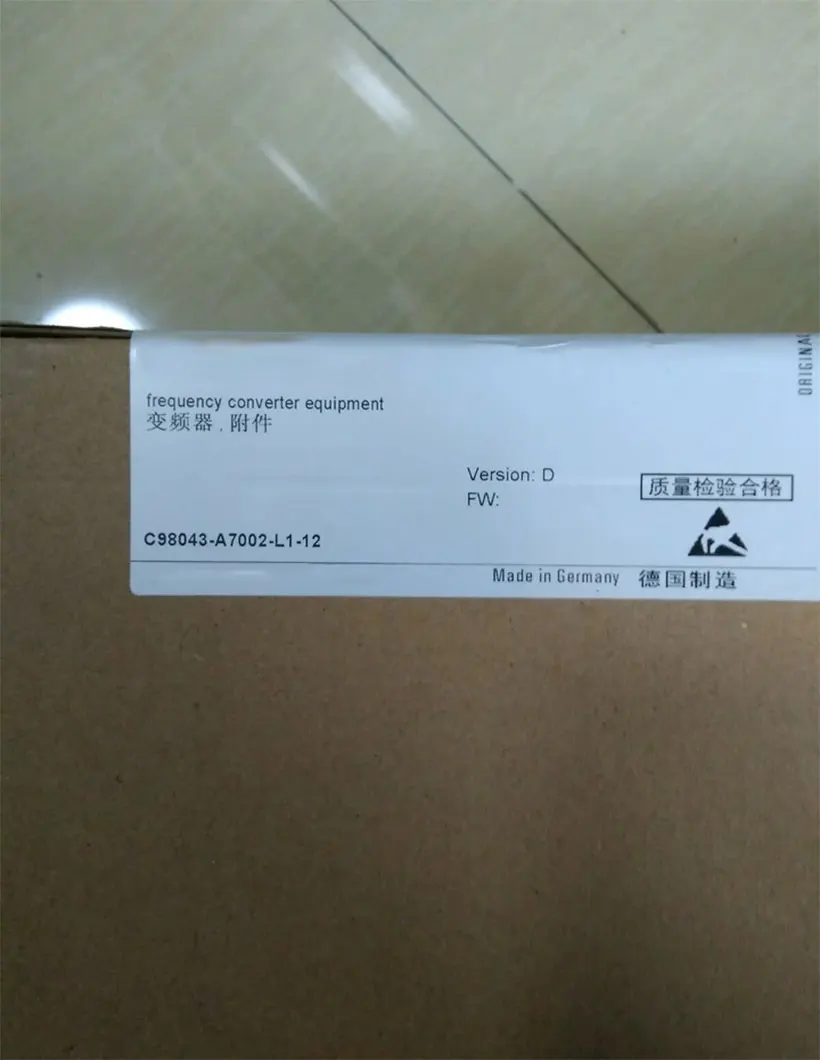 ORIGINAL
frequency converter equipment
变频器 , 附件
Version: D
FW:
质量检验合格
C98043-A7002-L1-12
Made in Germany 德国制造